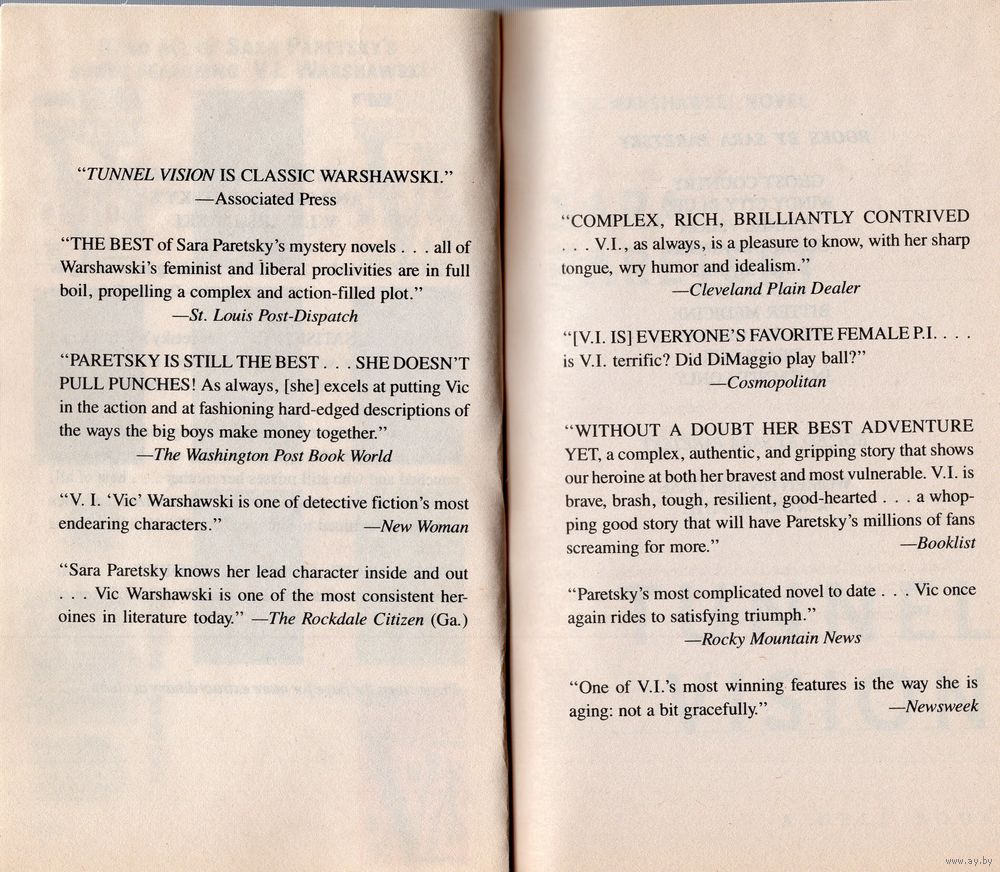 “TUNNEL VISION IS CLASSIC WARSHAWSKI.”
—Associated Press
“THE BEST of Sara Paretsky’s mystery novels . . . all of
Warshawski’s feminist and liberal proclivities are in full
boil, propelling a complex and action-filled plot.”
—St. Louis Post-Dispatch
“PARETSKY IS STILL THE BEST . . . SHE DOESN’T
PULL PUNCHES! As always, [she] excels at putting Vic
in the action and at fashioning hard-edged descriptions of
the ways the big boys make money together.”
—The Washington Post Book World
“V. I. ‘Vic’ Warshawski is one of detective fiction’s most
endearing characters.” —New Woman
“Sara Paretsky knows her lead character inside and out
. . . Vic Warshawski is one of the most consistent her-
oines in literature today.” —The Rockdale Citizen (Ga.)
“COMPLEX, RICH, BRILLIANTLY CONTRIVED
. . . V.I., as always, is a pleasure to know, with her sharp
tongue, wry humor and idealism.”
—Cleveland Plain Dealer
“[V.I. IS] EVERYONE’S FAVORITE FEMALE P.I. . . .
is V.I. terrific? Did DiMaggio play ball?”
—Cosmopolitan
“WITHOUT A DOUBT HER BEST ADVENTURE
YET, a complex, authentic, and gripping story that shows
our heroine at both her bravest and most vulnerable. V.I. is
brave, brash, tough, resilient, good-hearted . . . a whop-
ping good story that will have Paretsky’s millions of fans
screaming for more.” —Booklist
“Paretsky’s most complicated novel to date . . . Vic once
again rides to satisfying triumph.”
—Rocky Mountain News
“One of V.I.’s most winning features is the way she is
aging: not a bit gracefully.” —Newsweek
www.ay.by